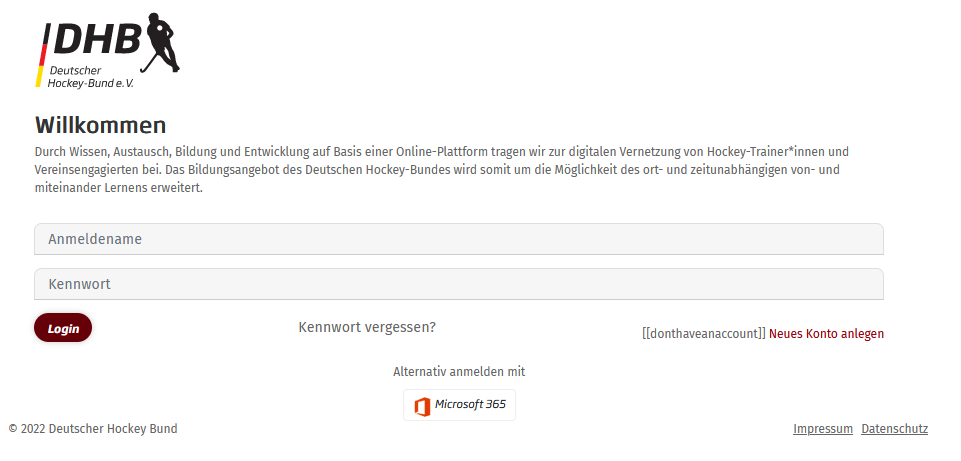 DHB
Deutscher
Hockey-Bund e.V.
Willkommen
Durch Wissen, Austausch, Bildung und Entwicklung auf Basis einer Online-Plattform tragen wir zur digitalen Vernetzung von Hockey-Trainer*innen und
Vereinsengagierten bei. Das Bildungsangebot des Deutschen Hockey-Bundes wird somit um die Möglichkeit des ort- und zeitunabhängigen von- und
miteinander Lernens erweitert.
Anmeldename
Kennwort
Login
Kennwort vergessen?
[[donthaveanaccount]] Neues Konto anlegen
Alternativ anmelden mit
Microsoft 365
© 2022 Deutscher Hockey Bund
Impressum Datenschutz